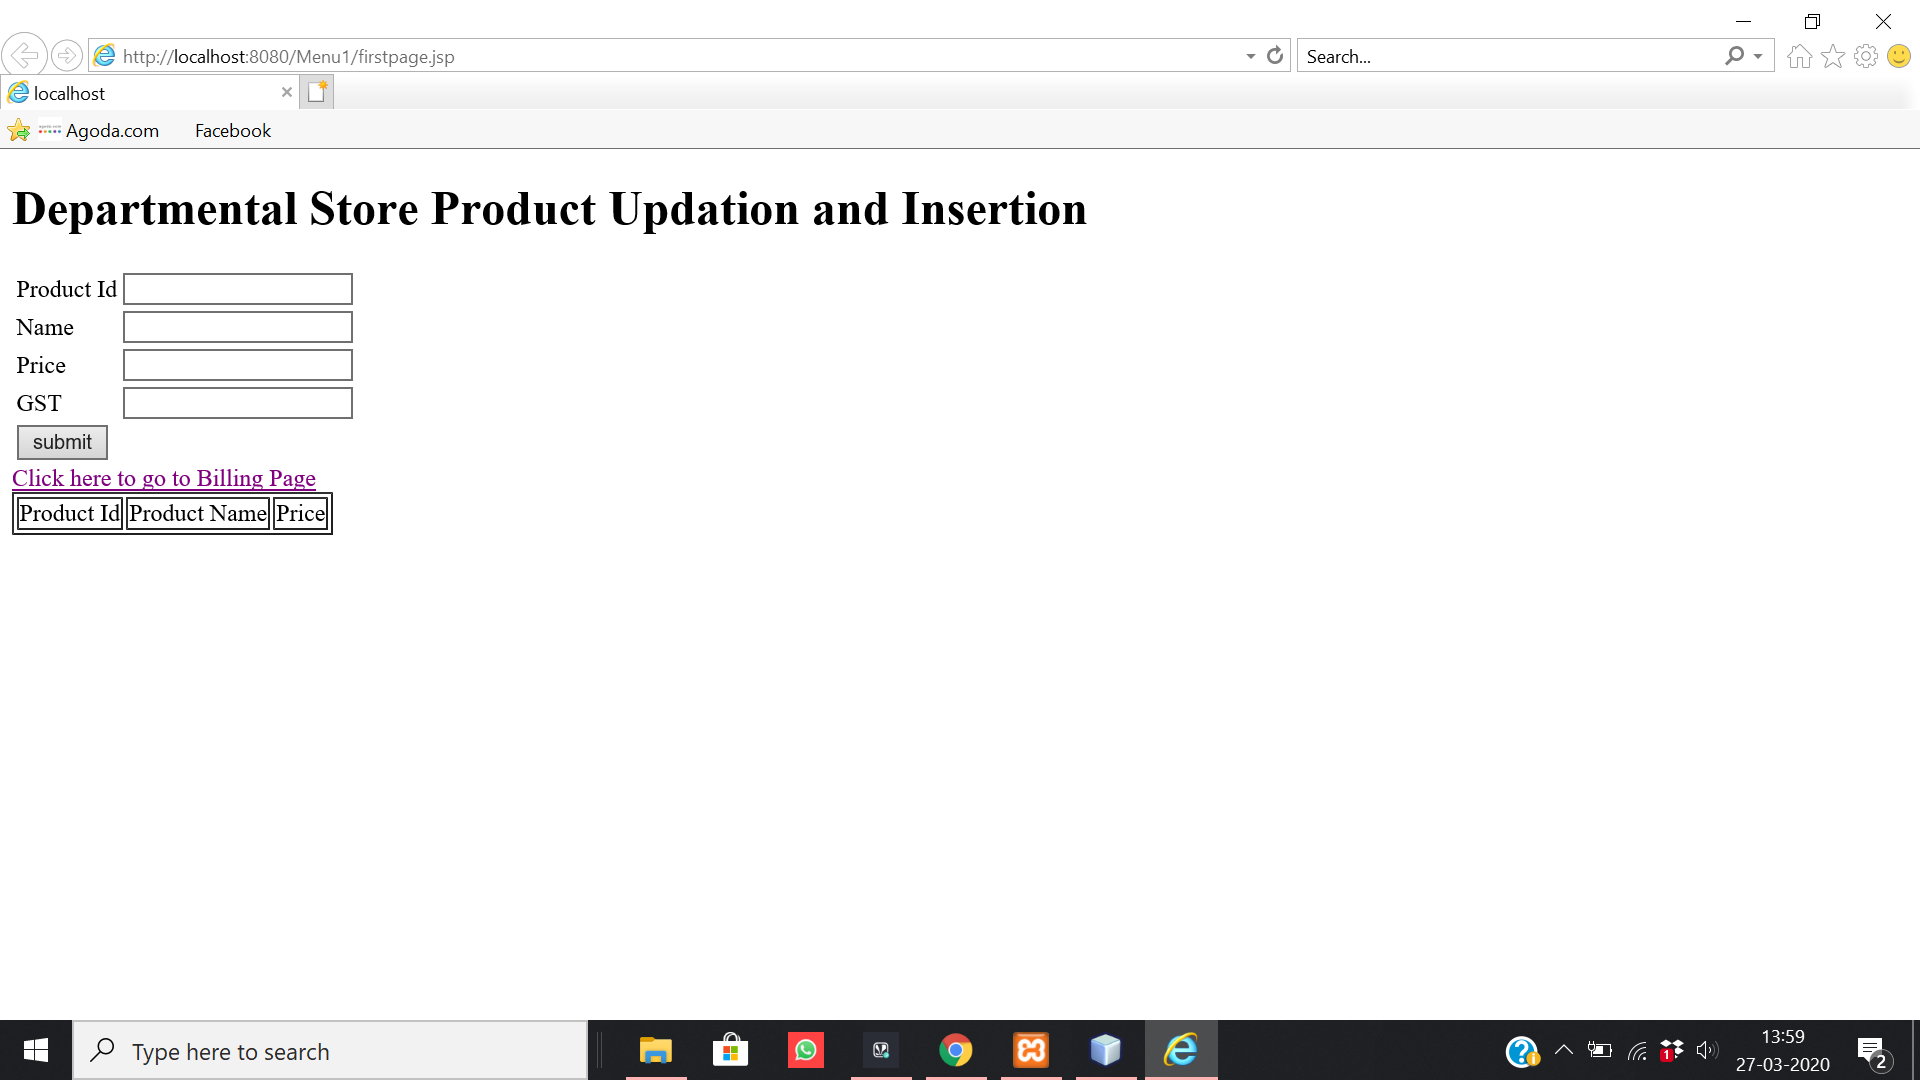 http://localhost:8080/Menu1/firstpage.jsp
Search...
localhost
Agoda.com Facebook
Departmental Store Product Updation and Insertion
Product Id
Name
Price
GST
submit
Click here to go to Billing Page
Product Id Product Name Price
Type here to search
1
13:59
27-03-2020
2